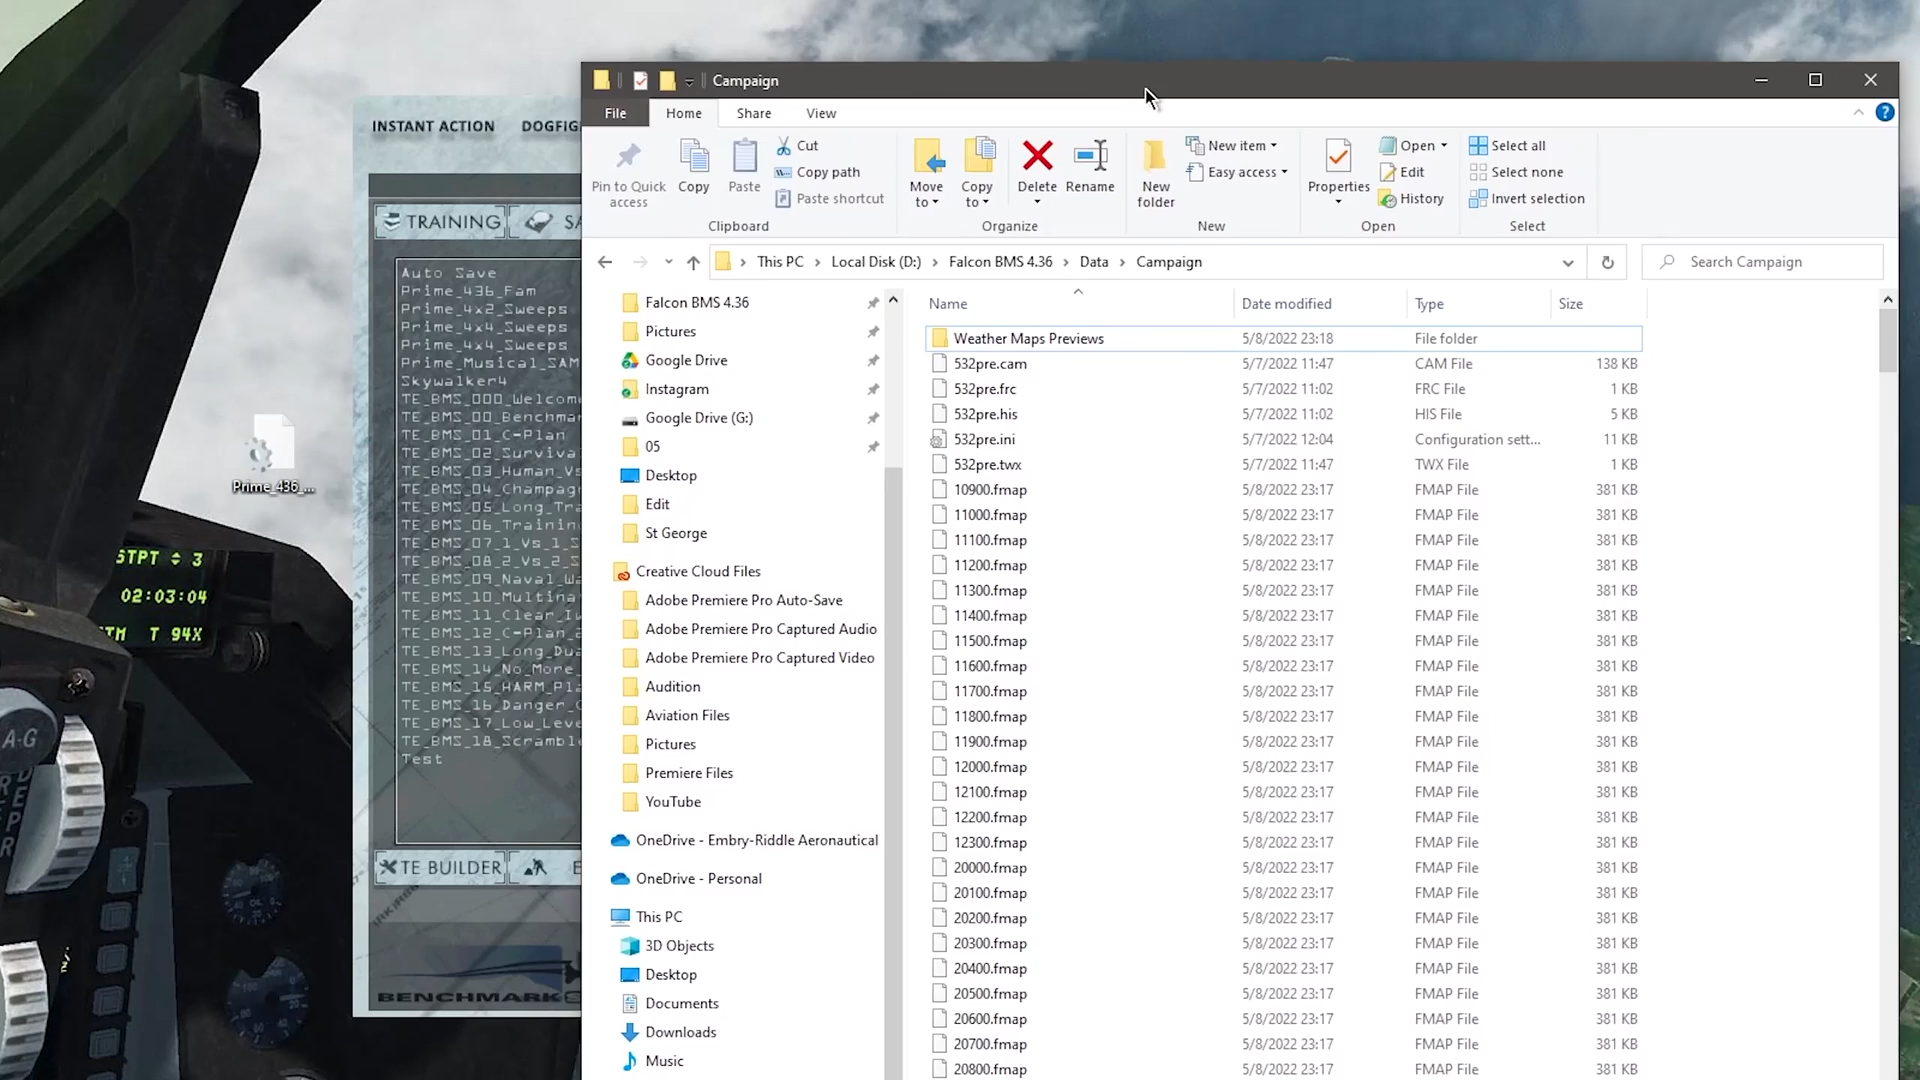 Campaign
File
Home
Share
View
Pin to Quick access
Copy
Paste
Cut
Copy path
Paste shortcut
Clipboard
Move to
Copy to
Delete
Rename
Organize
New folder
New item
Easy access
New
Properties
Open
Edit
History
Open
Select all
Select none
Invert selection
Select
This PC > Local Disk (D:) > Falcon BMS 4.36 > Data > Campaign
Search Campaign
Falcon BMS 4.36
Pictures
Google Drive
Instagram
Google Drive (G:)
05
Desktop
Edit
St George
Creative Cloud Files
Adobe Premiere Pro Auto-Save
Adobe Premiere Pro Captured Audio
Adobe Premiere Pro Captured Video
Audition
Aviation Files
Pictures
Premiere Files
YouTube
OneDrive - Embry-Riddle Aeronautical
OneDrive - Personal
This PC
3D Objects
Desktop
Documents
Downloads
Music
Name Date modified Type Size
Weather Maps Previews 5/8/2022 23:18 File folder
532pre.cam 5/7/2022 11:47 CAM File 138 KB
532pre.frc 5/7/2022 11:02 FRC File 1 KB
532pre.his 5/7/2022 11:02 HIS File 5 KB
532pre.ini 5/7/2022 12:04 Configuration sett... 11 KB
532pre.twx 5/7/2022 11:47 TWX File 1 KB
10900.fmap 5/8/2022 23:17 FMAP File 381 KB
11000.fmap 5/8/2022 23:17 FMAP File 381 KB
11100.fmap 5/8/2022 23:17 FMAP File 381 KB
11200.fmap 5/8/2022 23:17 FMAP File 381 KB
11300.fmap 5/8/2022 23:17 FMAP File 381 KB
11400.fmap 5/8/2022 23:17 FMAP File 381 KB
11500.fmap 5/8/2022 23:17 FMAP File 381 KB
11600.fmap 5/8/2022 23:17 FMAP File 381 KB
11700.fmap 5/8/2022 23:17 FMAP File 381 KB
11800.fmap 5/8/2022 23:17 FMAP File 381 KB
11900.fmap 5/8/2022 23:17 FMAP File 381 KB
12000.fmap 5/8/2022 23:17 FMAP File 381 KB
12100.fmap 5/8/2022 23:17 FMAP File 381 KB
12200.fmap 5/8/2022 23:17 FMAP File 381 KB
12300.fmap 5/8/2022 23:17 FMAP File 381 KB
20000.fmap 5/8/2022 23:17 FMAP File 381 KB
20100.fmap 5/8/2022 23:17 FMAP File 381 KB
20200.fmap 5/8/2022 23:17 FMAP File 381 KB
20300.fmap 5/8/2022 23:17 FMAP File 381 KB
20400.fmap 5/8/2022 23:17 FMAP File 381 KB
20500.fmap 5/8/2022 23:17 FMAP File 381 KB
20600.fmap 5/8/2022 23:17 FMAP File 381 KB
20700.fmap 5/8/2022 23:17 FMAP File 381 KB
20800.fmap 5/8/2022 23:17 FMAP File 381 KB
INSTANT ACTION DOGFIG
TRAINING SA
Auto Save
Prime_436_Fam
Prime_4x2_Sweeps
Prime_4x4_Sweeps
Prime_4x4_Sweeps
Prime_Musical_SAM
Skywalker4
TE_BMS_000_Welcome
TE_BMS_00_Benchmar
TE_BMS_01_C-Plan
TE_BMS_02_Surviva
TE_BMS_03_Human_Vs
TE_BMS_04_Champag
TE_BMS_05_Long_Tra
TE_BMS_06_Trainin
TE_BMS_07_1_Vs_1_S
TE_BMS_08_2_Vs_2_S
TE_BMS_09_Naval_Wa
TE_BMS_10_Multina
TE_BMS_11_Clear_I
TE_BMS_12_C-Plan_2
TE_BMS_13_Long_Dua
TE_BMS_14_No_More
TE_BMS_15_HARM_Pla
TE_BMS_16_Danger_C
TE_BMS_17_Low_Leve
TE_BMS_18_Scramble
Test
TE BUILDER E
BENCHMARKS
Prime_436_...
STPT 3
02:03:04
T 94X
A-G